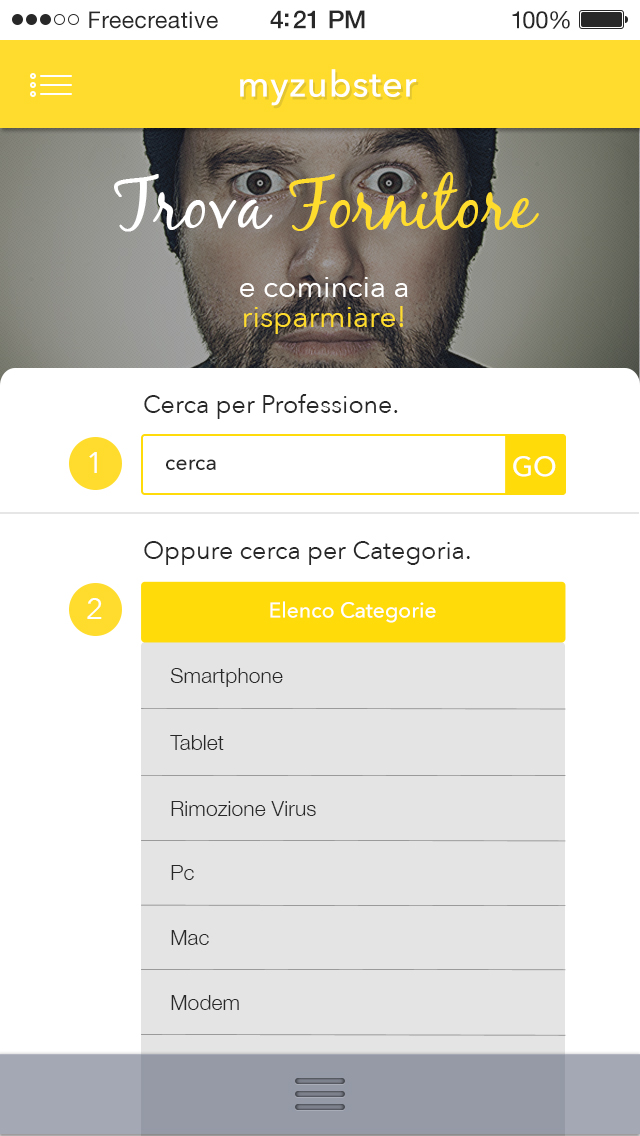 Freecreative 4:21 PM 100%
myzubster
Trova Fornitore
e comincia a
risparmiare!
Cerca per Professione.
1
cerca GO
Oppure cerca per Categoria.
2
Elenco Categorie
Smartphone
Tablet
Rimozione Virus
Pc
Mac
Modem